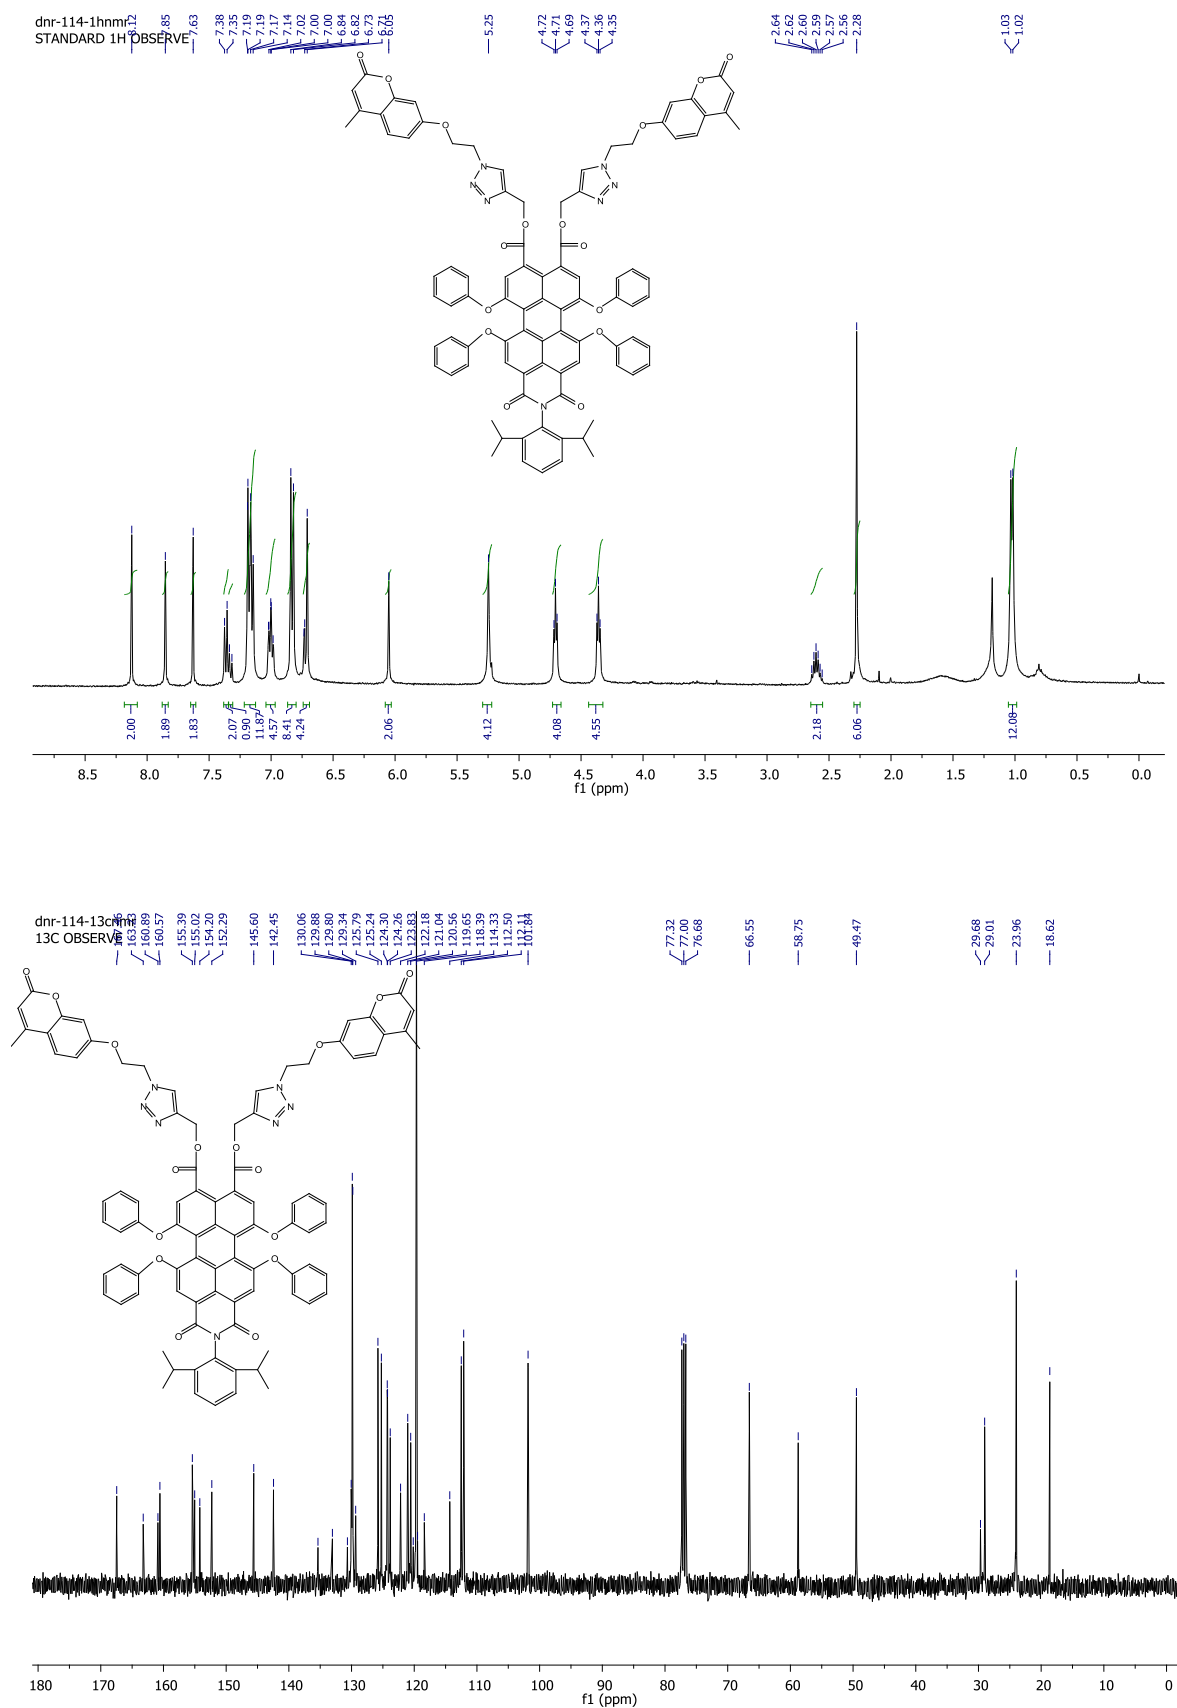 dnr-114-1hnmr
STANDARD 1H OBSERVE
8.12 7.85 7.63 7.38 7.35 7.19 7.19 7.17 7.14 7.02 7.00 7.00 6.84 6.82 6.73 6.71 6.05 5.25 4.72 4.71 4.69 4.37 4.36 4.35 2.64 2.62 2.60 2.59 2.57 2.56 2.28 1.03 1.02
O O O O
O O
N N
N N N N
O O
O O
O O
O O
O N O
2.00 1.89 1.83 2.07 0.90 11.87 4.57 8.41 4.24 2.06 4.12 4.08 4.55 2.18 6.06 12.08
8.5 8.0 7.5 7.0 6.5 6.0 5.5 5.0 4.5 4.0 3.5 3.0 2.5 2.0 1.5 1.0 0.5 0.0
f1 (ppm)
dnr-114-13cnmr
13C OBSERVE
160.89 160.57 155.39 155.02 154.20 152.29 145.60 142.45 130.06 129.88 129.80 129.34 125.79 125.24 124.30 124.26 123.83 122.18 121.04 120.56 119.65 118.39 114.33 112.50 112.11 101.84 77.32 77.00 76.68 66.55 58.75 49.47 29.68 29.01 23.96 18.62
O O O O
O O
N N
N N N N
O O
O O
O O
O O
O N O
180 170 160 150 140 130 120 110 100 90 80 70 60 50 40 30 20 10 0
f1 (ppm)